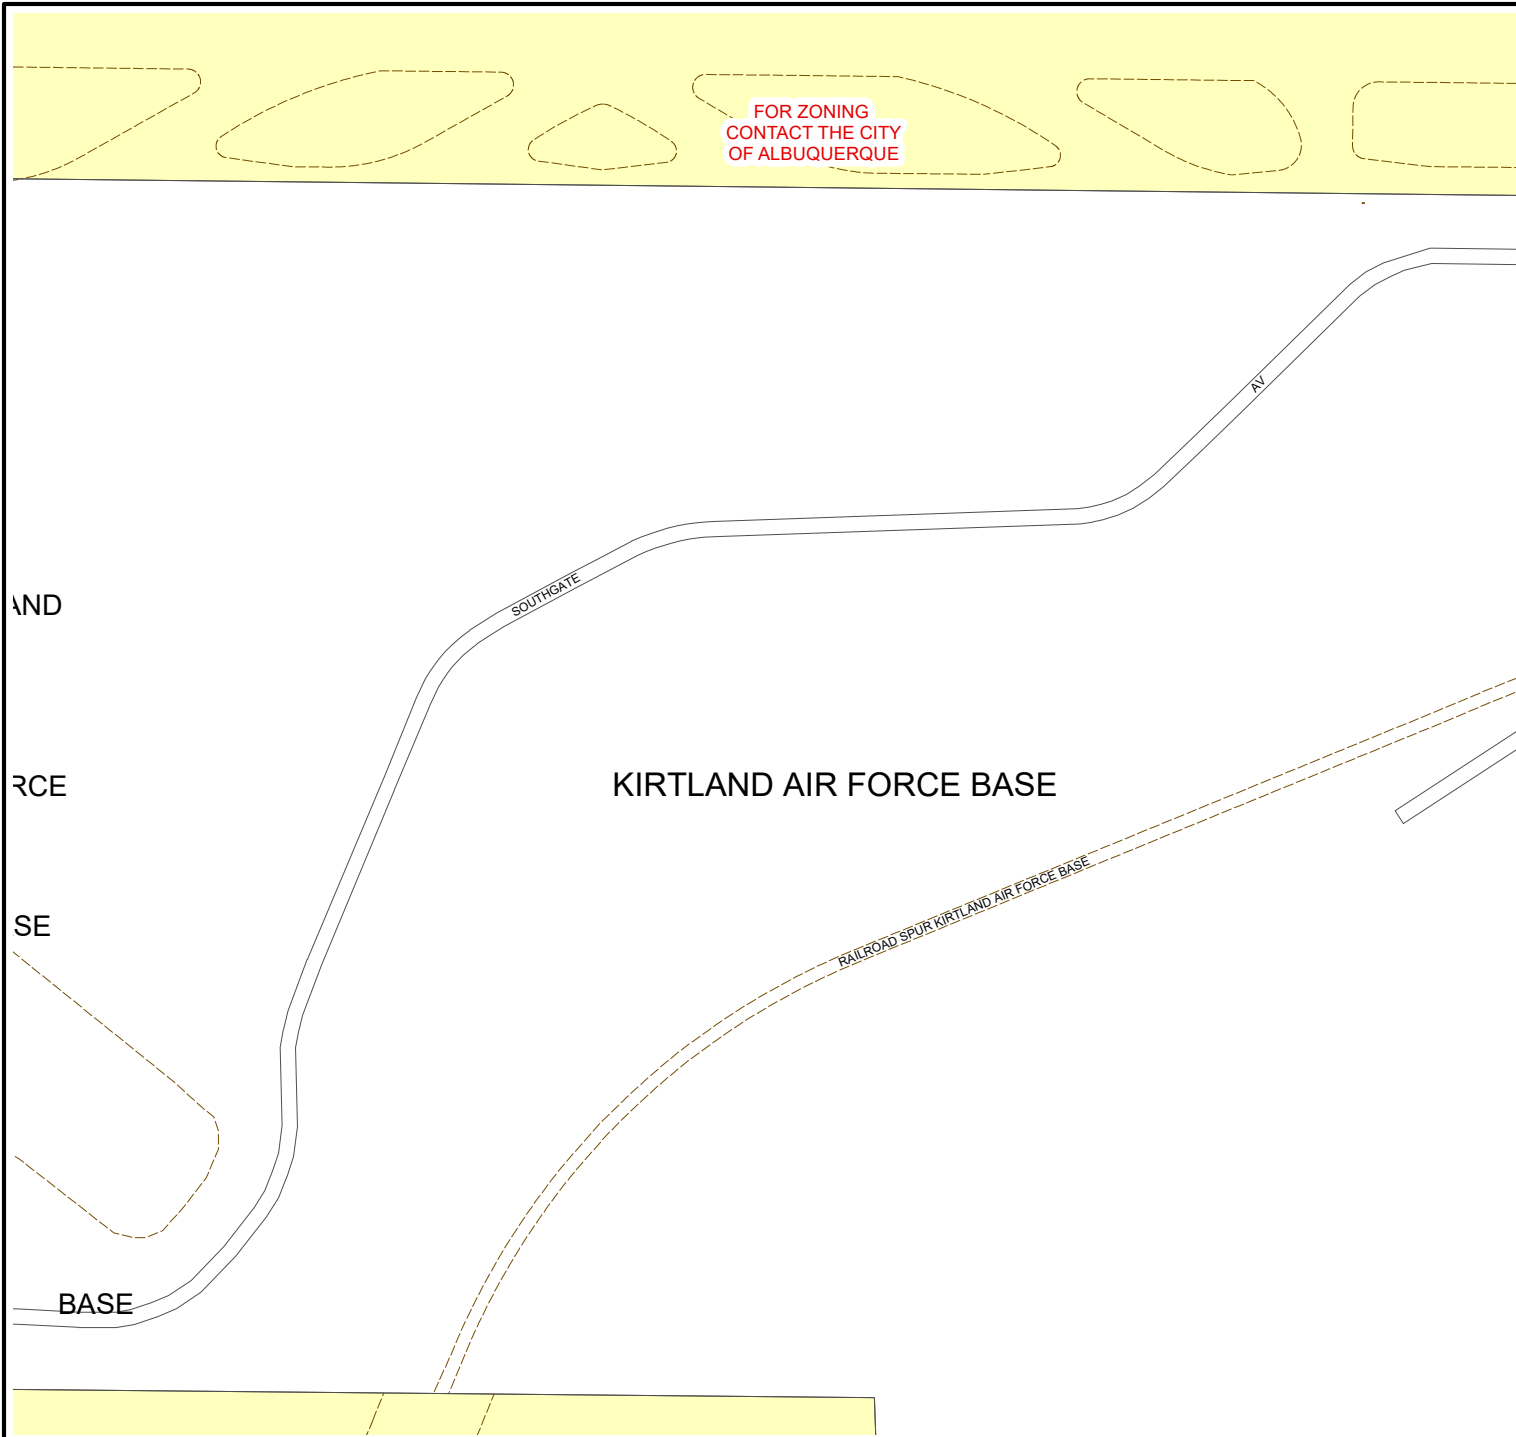 FOR ZONING
CONTACT THE CITY
OF ALBUQUERQUE
AV
SOUTHGATE
AND
KIRTLAND AIR FORCE BASE
RCE
RAILROAD SPUR KIRTLAND AIR FORCE BASE
SE
BASE